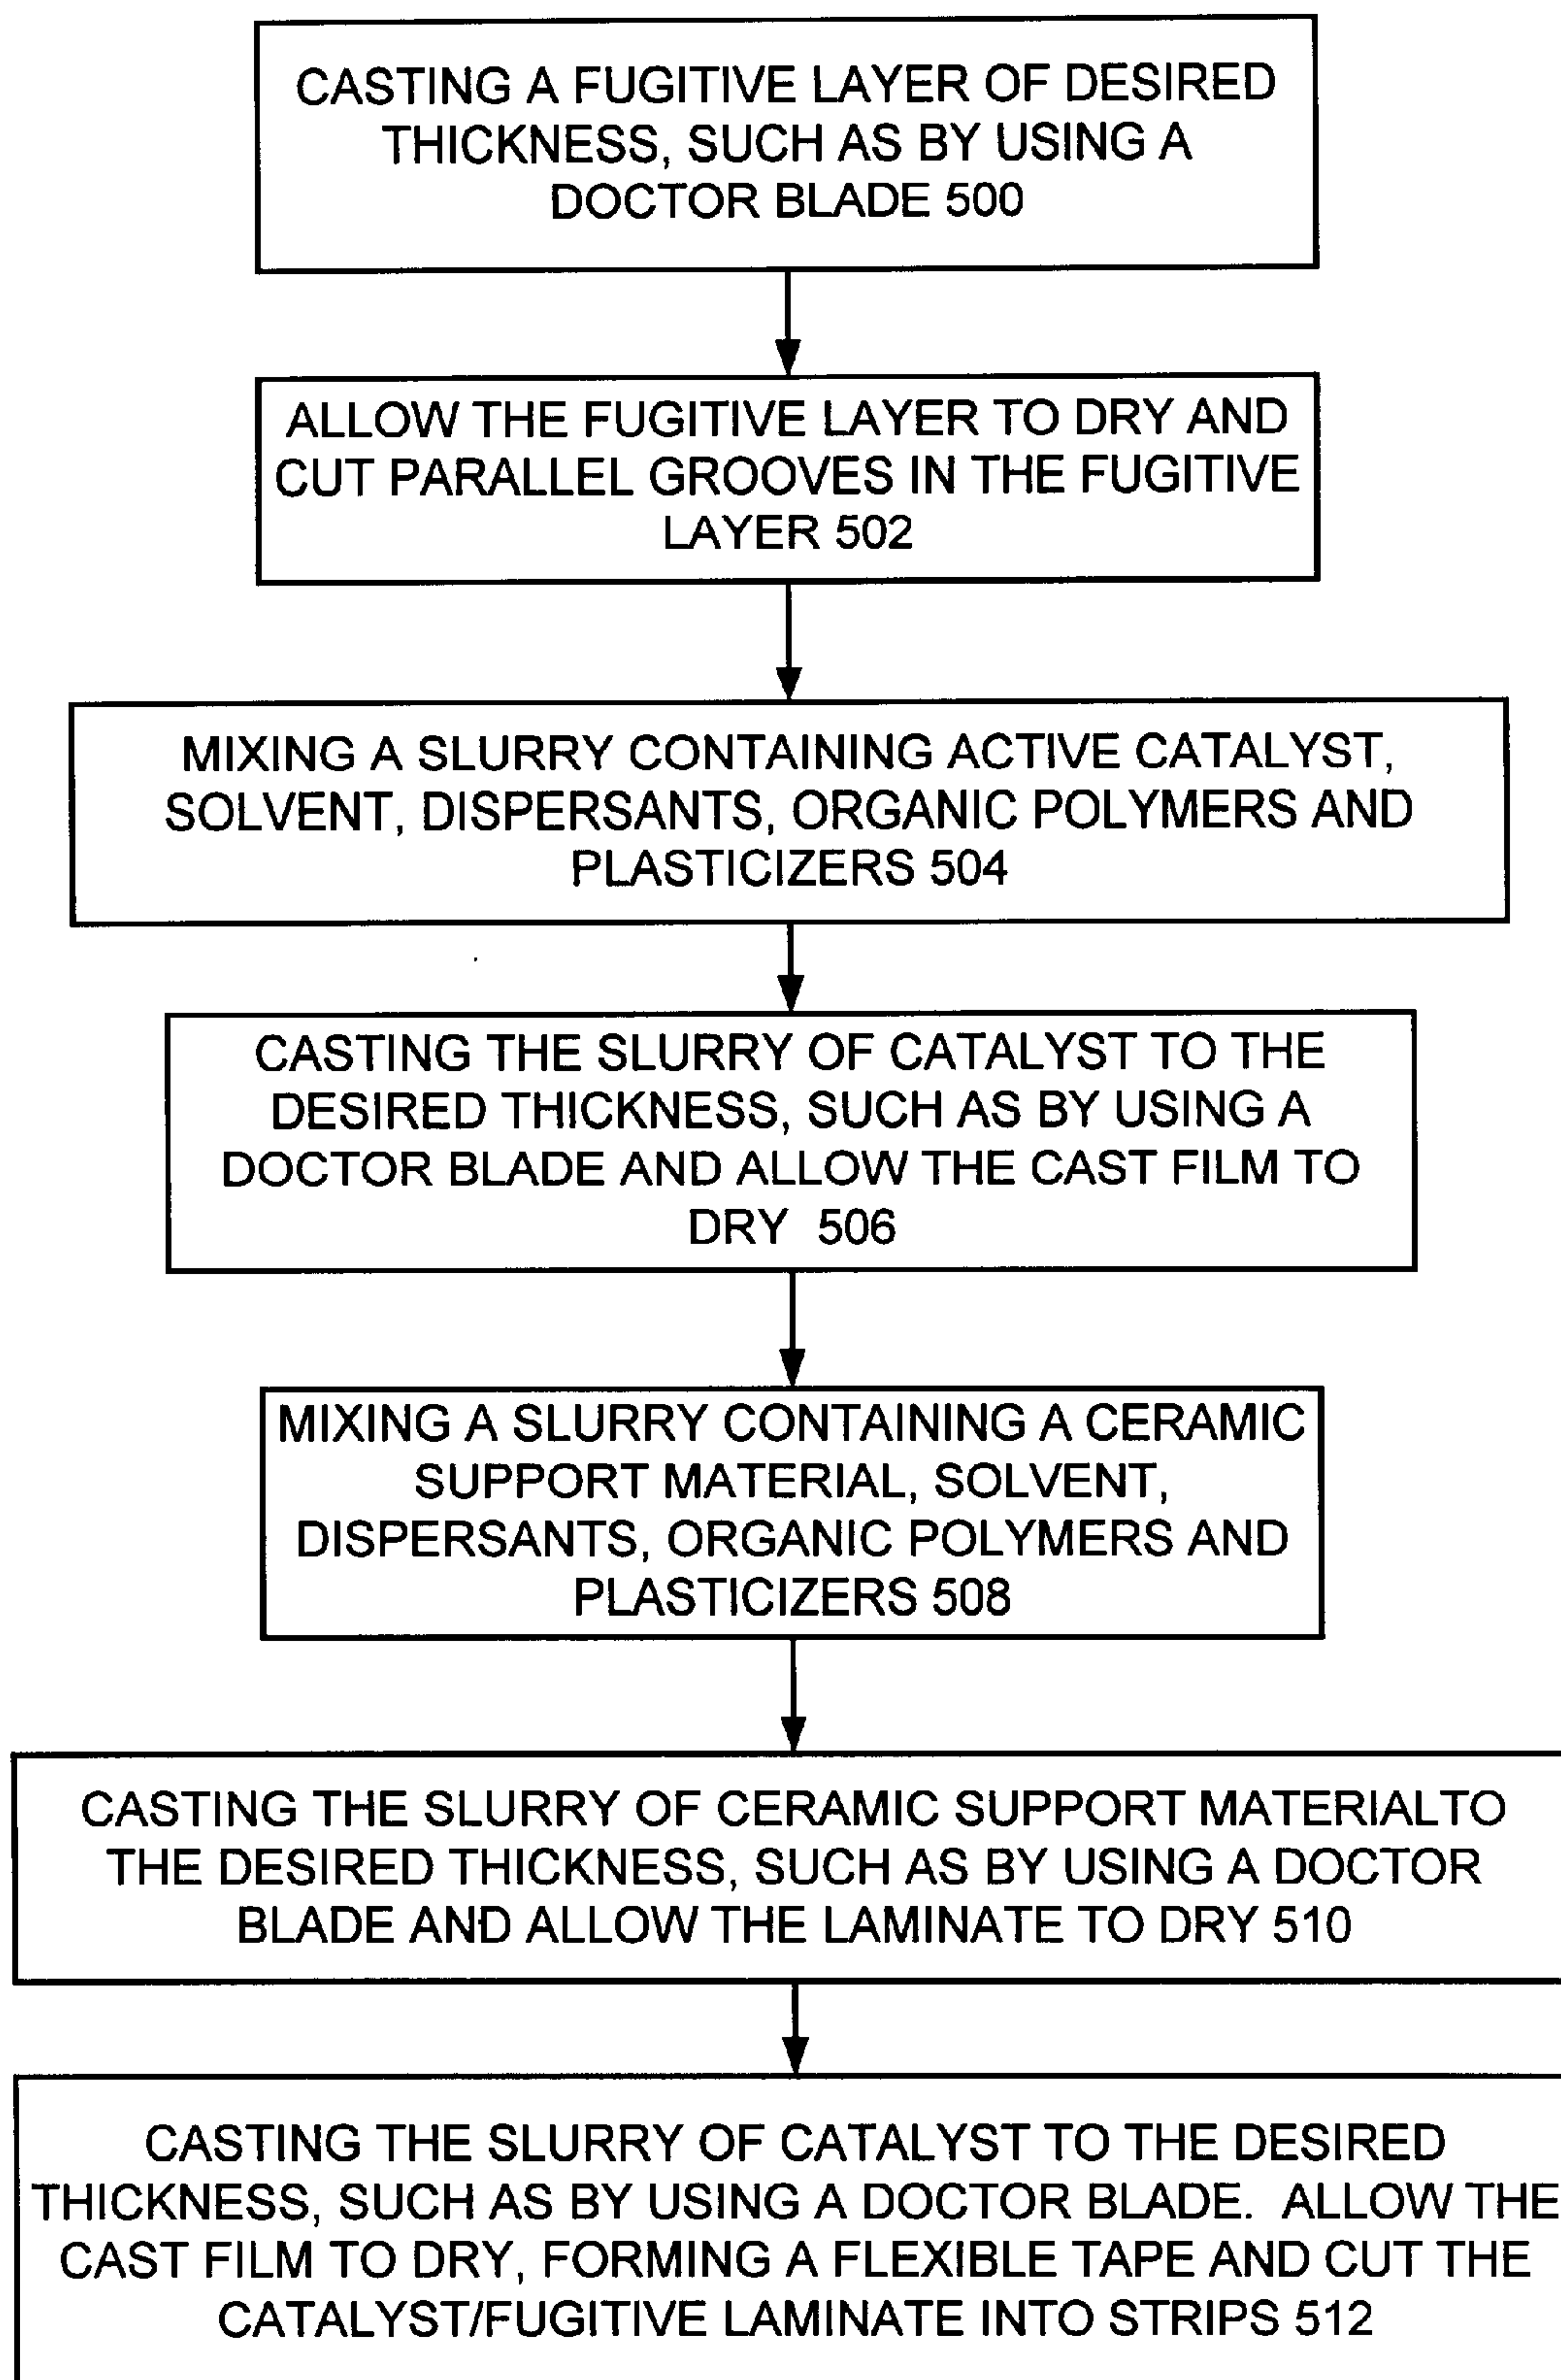 CASTING A FUGITIVE LAYER OF DESIRED
THICKNESS, SUCH AS BY USING A
DOCTOR BLADE 500
ALLOW THE FUGITIVE LAYER TO DRY AND
CUT PARALLEL GROOVES IN THE FUGITIVE
LAYER 502
MIXING A SLURRY CONTAINING ACTIVE CATALYST,
SOLVENT, DISPERSANTS, ORGANIC POLYMERS AND
PLASTICIZERS 504
CASTING THE SLURRY OF CATALYST TO THE
DESIRED THICKNESS, SUCH AS BY USING A
DOCTOR BLADE AND ALLOW THE CAST FILM TO
DRY 506
MIXING A SLURRY CONTAINING A CERAMIC
SUPPORT MATERIAL, SOLVENT,
DISPERSANTS, ORGANIC POLYMERS AND
PLASTICIZERS 508
CASTING THE SLURRY OF CERAMIC SUPPORT MATERIALTO
THE DESIRED THICKNESS, SUCH AS BY USING A DOCTOR
BLADE AND ALLOW THE LAMINATE TO DRY 510
CASTING THE SLURRY OF CATALYST TO THE DESIRED
THICKNESS, SUCH AS BY USING A DOCTOR BLADE. ALLOW THE
CAST FILM TO DRY, FORMING A FLEXIBLE TAPE AND CUT THE
CATALYST/FUGITIVE LAMINATE INTO STRIPS 512